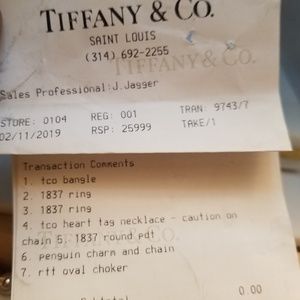 TIFFANY & CO.
SAINT LOUIS
(314) 692-2255
TIFFANY & CO.
Sales Professional: J.Jagger
STORE: 0104 REG: 001 TRAN: 9743/7
02/11/2019 RSP: 25999 TAKE/1
Transaction Comments
1. tco bangle
2. 1837 ring
3. 1837 ring
4. tco heart tag necklace - caution on
chain 5. 1837 round pdt
6. penguin charm and chain
7. rtt oval choker
0.00